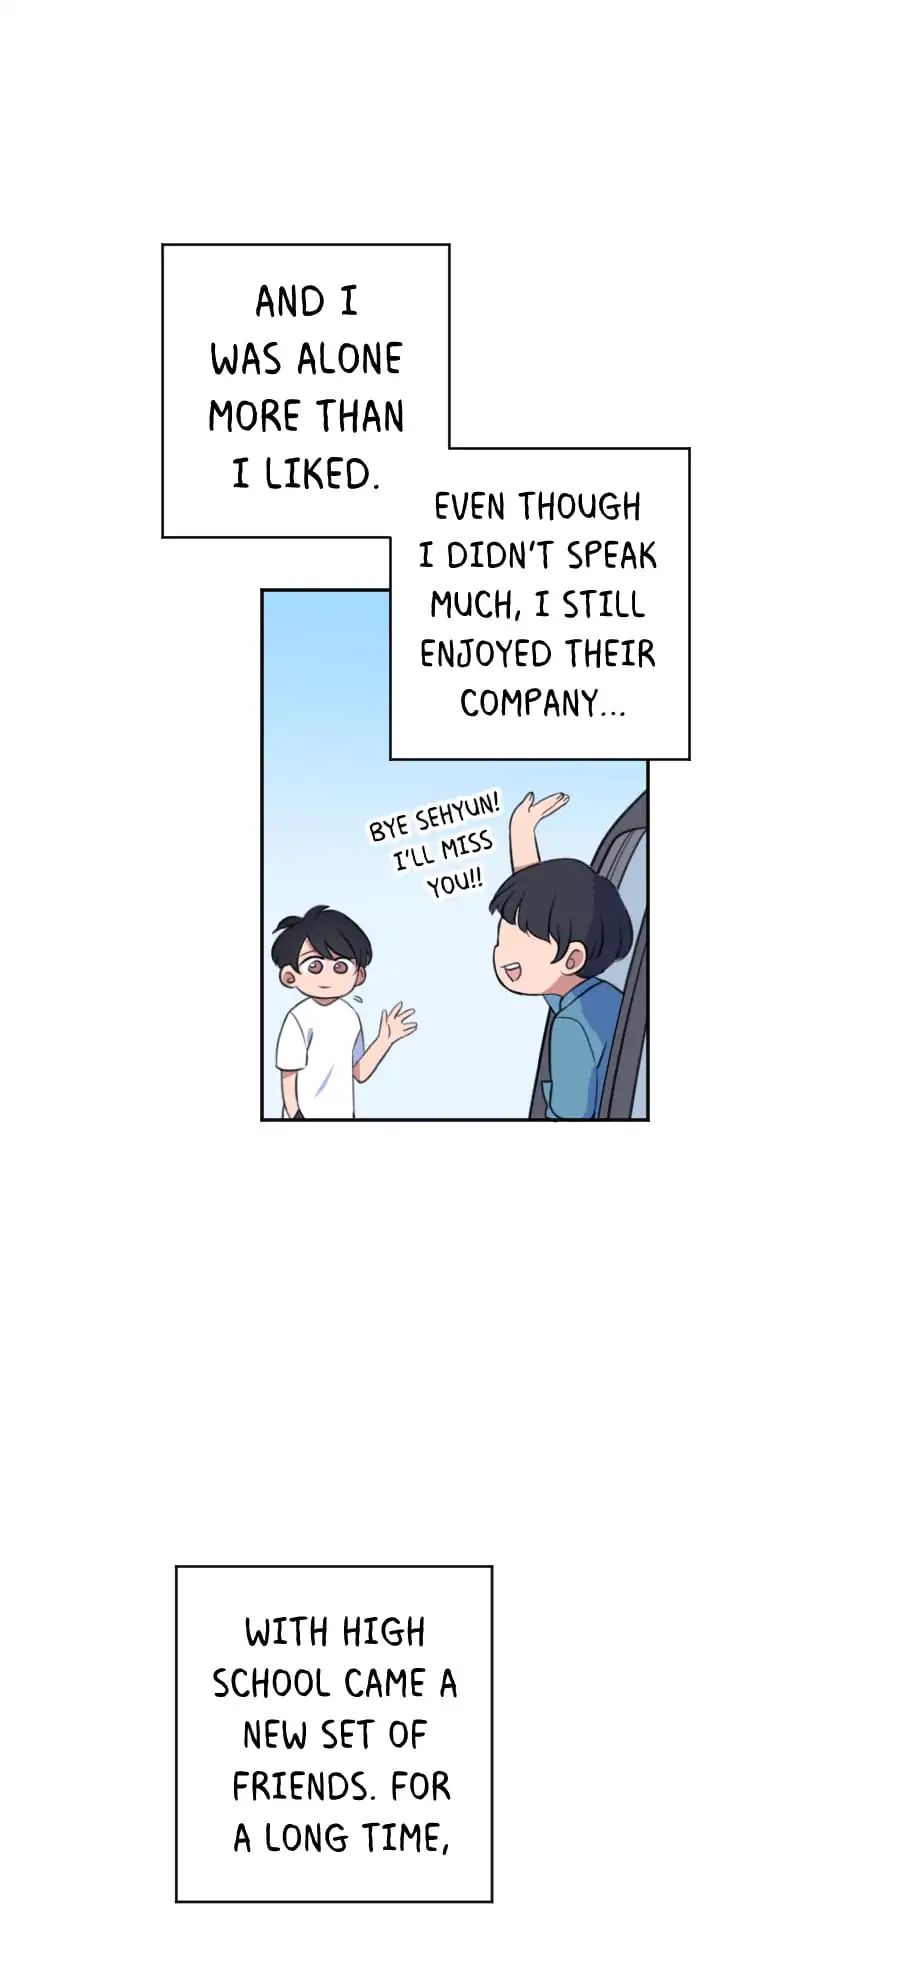 AND I
WAS ALONE
MORE THAN
I LIKED.
EVEN THOUGH
I DIDN'T SPEAK
MUCH, I STILL
ENJOYED THEIR
COMPANY...
BYE SEHYUN!
I'LL MISS
YOU!!
WITH HIGH
SCHOOL CAME A
NEW SET OF
FRIENDS. FOR
A LONG TIME,